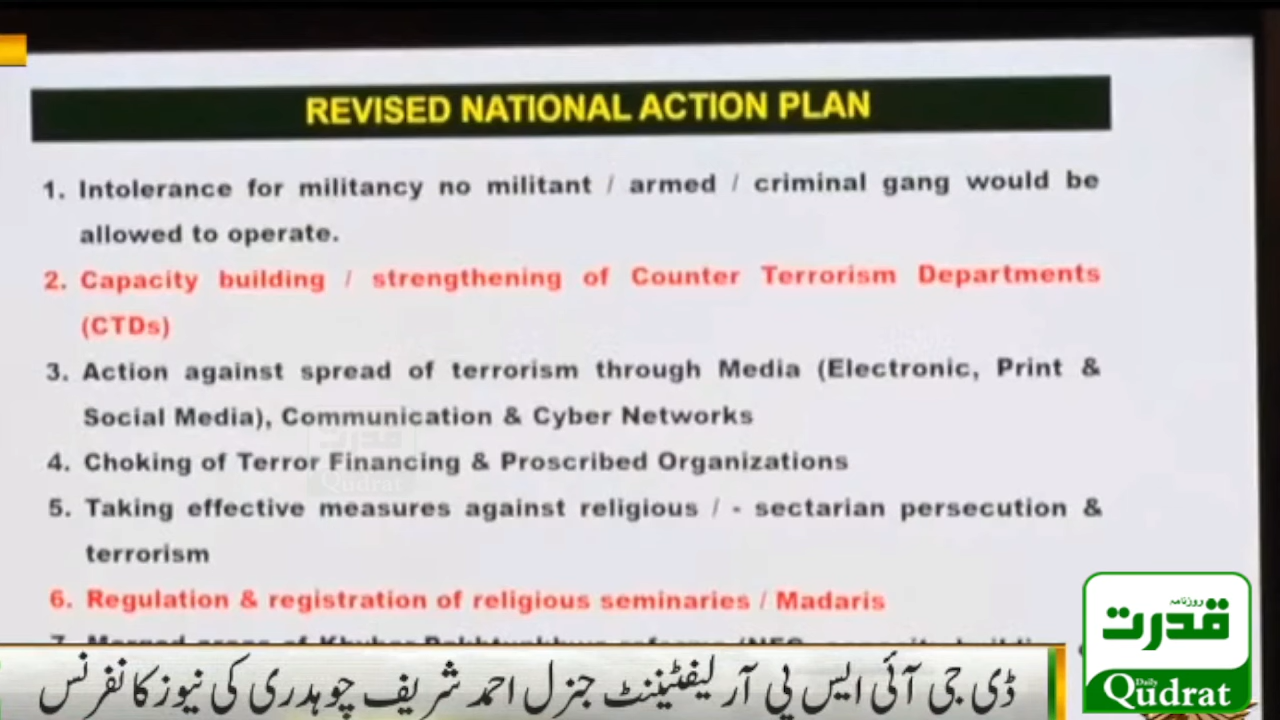 REVISED NATIONAL ACTION PLAN
1. Intolerance for militancy no militant / armed / criminal gang would be
allowed to operate.
2. Capacity building / strengthening of Counter Terrorism Departments
(CTDs)
3. Action against spread of terrorism through Media (Electronic, Print &
Social Media), Communication & Cyber Networks
4. Choking of Terror Financing & Proscribed Organizations
5. Taking effective measures against religious / - sectarian persecution &
terrorism
6. Regulation & registration of religious seminaries / Madaris
قدرت
Qudrat
ڈی جی آئی ایس پی آر لیفٹیننٹ جنرل احمد شریف چوہدری کی نیوز کانفرنس
روزنامہ
قدرت
Daily
Qudrat